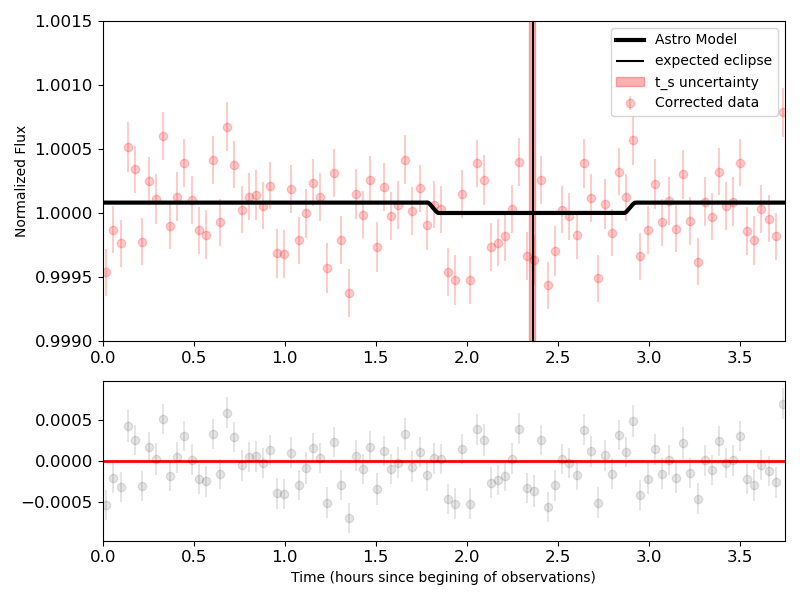 1.0015
1.0010
1.0005
1.0000
0.9995
0.9990
Normalized Flux
Astro Model
expected eclipse
t_s uncertainty
Corrected data
0.0 0.5 1.0 1.5 2.0 2.5 3.0 3.5
0.0005
0.0000
−0.0005
0.0 0.5 1.0 1.5 2.0 2.5 3.0 3.5
Time (hours since begining of observations)